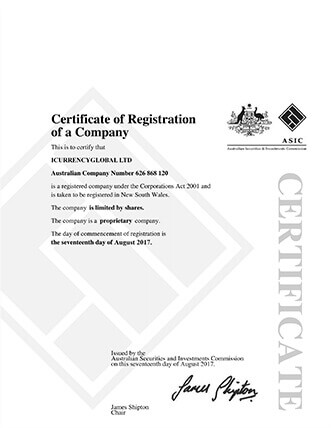 Certificate of Registration
of a Company
This is to certify that
ICURRENCYGLOBAL LTD
Australian Company Number 626 868 120
is a registered company under the Corporations Act 2001 and
is taken to be registered in New South Wales.
The company is limited by shares.
The company is a proprietary company.
The day of commencement of registration is
the seventeenth day of August 2017.
ASIC
Australian Securities & Investments Commission
CERTIFICATE
Issued by the
Australian Securities and Investments Commission
on this seventeenth day of August 2017.
James Shipton
James Shipton
Chair